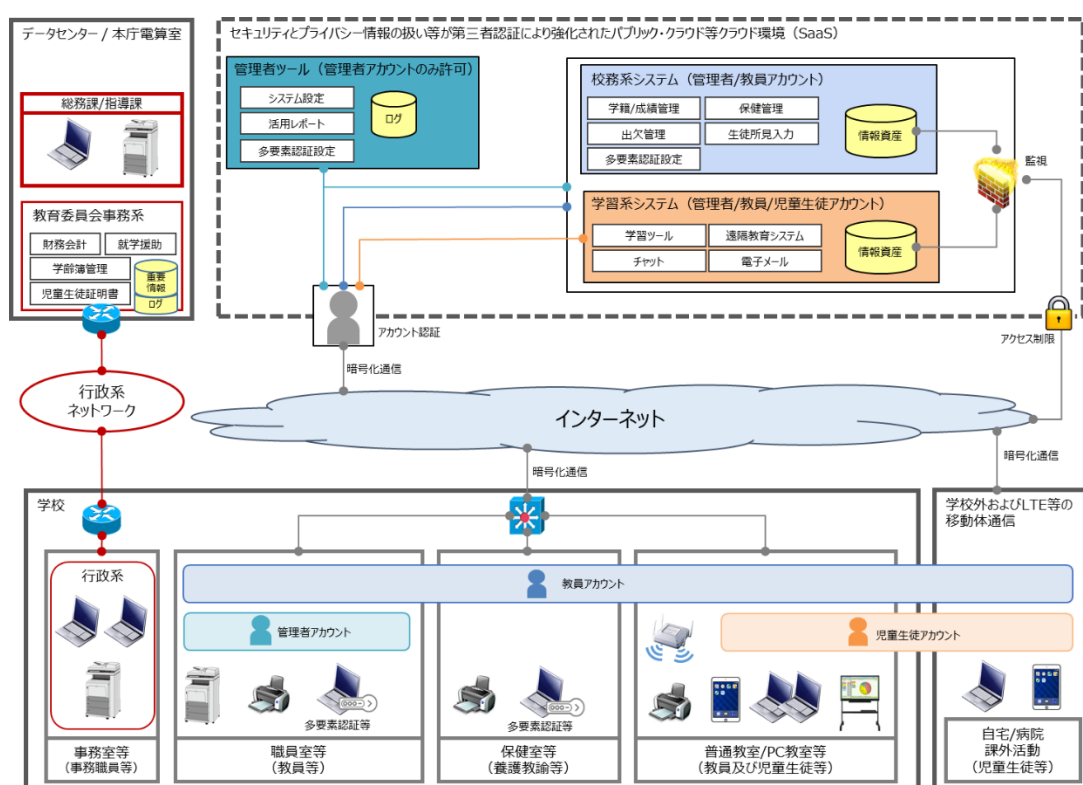 データセンター / 本庁電算室
総務課/指導課
教育委員会事務系
財務会計
就学援助
学齢簿管理
児童生徒証明書
重要
情報
ログ
行政系
ネットワーク
セキュリティとプライバシー情報の扱い等が第三者認証により強化されたパブリック・クラウド等クラウド環境（SaaS）
管理者ツール（管理者アカウントのみ許可）
システム設定
活用レポート
多要素認証設定
ログ
校務系システム（管理者/教員アカウント）
学籍/成績管理
保健管理
出欠管理
生徒所見入力
多要素認証設定
情報資産
学習系システム（管理者/教員/児童生徒アカウント）
学習ツール
遠隔教育システム
チャット
電子メール
情報資産
監視
アカウント認証
アクセス制限
暗号化通信
インターネット
暗号化通信
暗号化通信
学校
行政系
事務室等
（事務職員等）
教員アカウント
管理者アカウント
児童生徒アカウント
多要素認証等
職員室等
（教員等）
多要素認証等
保健室等
（養護教諭等）
普通教室/PC教室等
（教員及び児童生徒等）
学校外およびLTE等の
移動体通信
自宅/病院
課外活動
（児童生徒等）